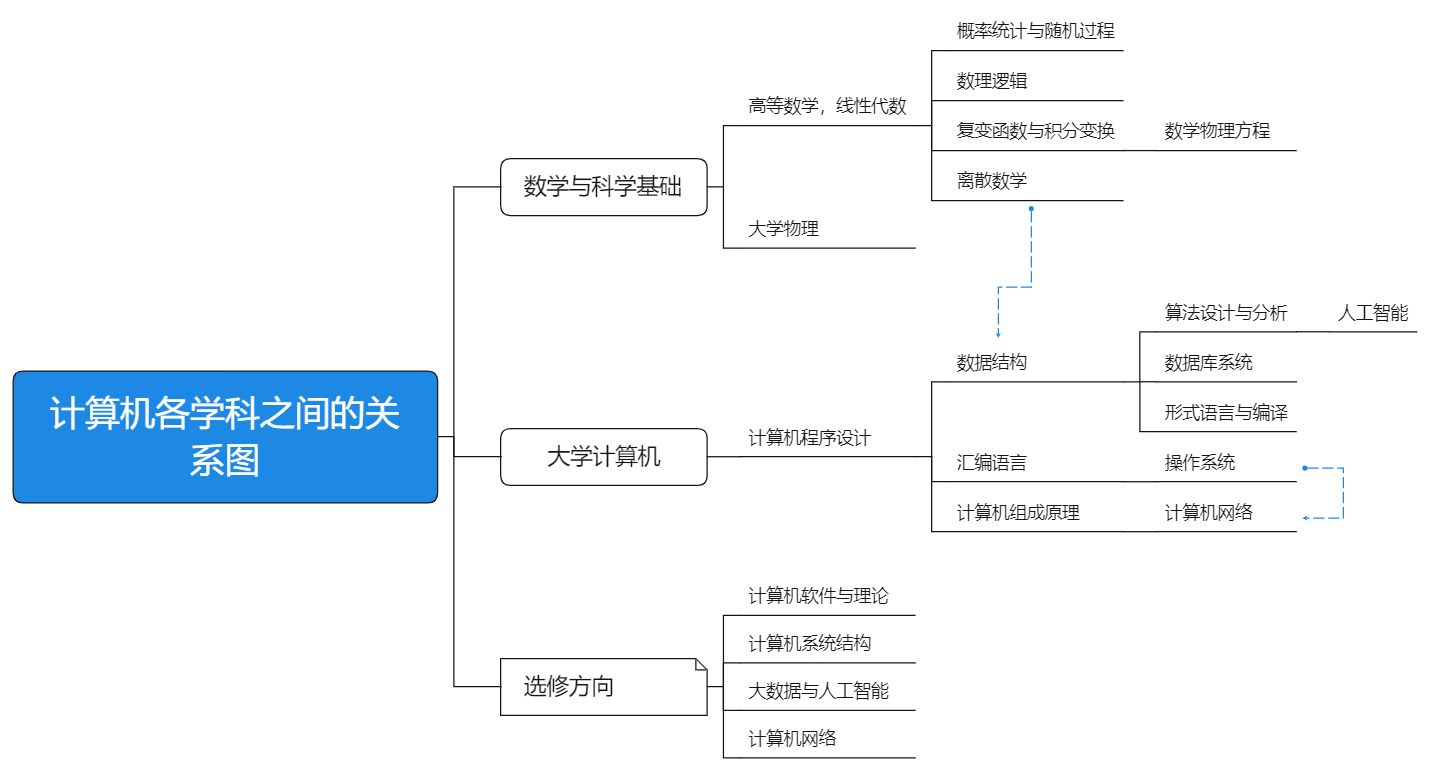 计算机各学科之间的关
系图
数学与科学基础
高等数学，线性代数
概率统计与随机过程
数理逻辑
复变函数与积分变换
数学物理方程
离散数学
大学物理
大学计算机
计算机程序设计
数据结构
算法设计与分析
人工智能
数据库系统
形式语言与编译
汇编语言
操作系统
计算机组成原理
计算机网络
选修方向
计算机软件与理论
计算机系统结构
大数据与人工智能
计算机网络